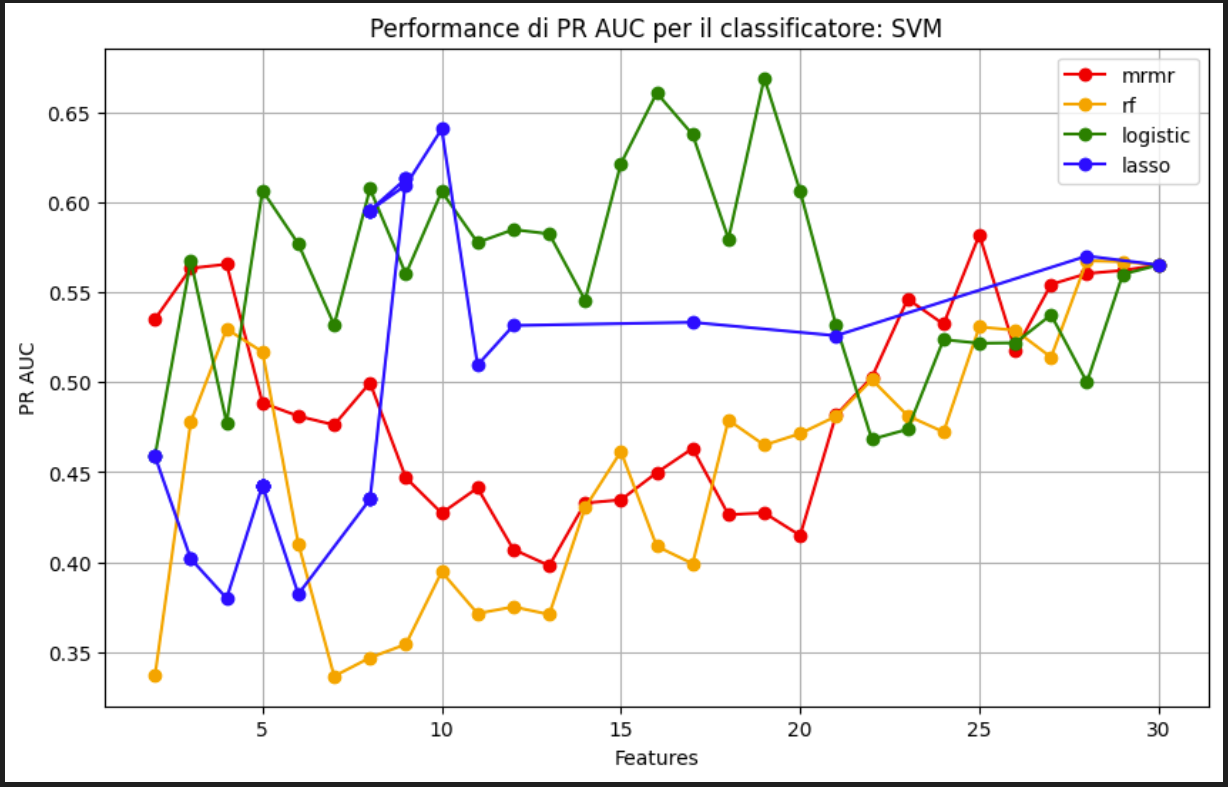 Performance di PR AUC per il classificatore: SVM
mrmr
rf
logistic
lasso
PR AUC
0.65
0.60
0.55
0.50
0.45
0.40
0.35
5 10 15 20 25 30
Features